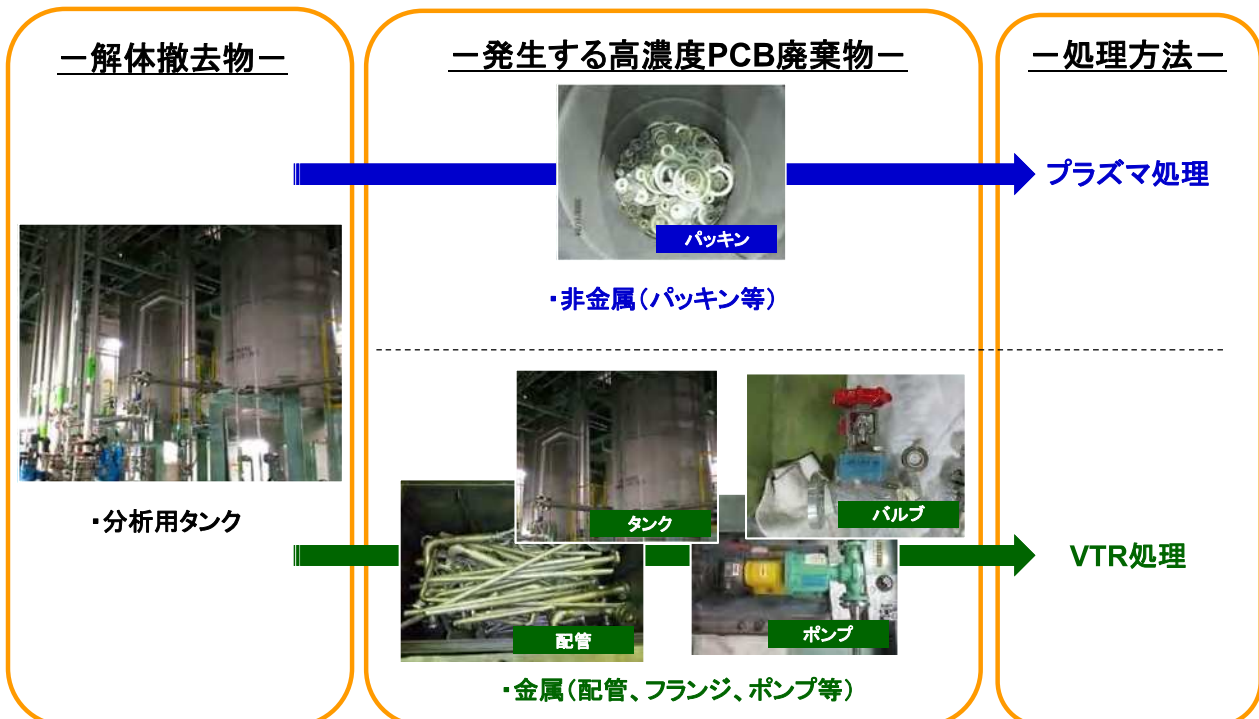 －解体撤去物－
－発生する高濃度PCB廃棄物－
－処理方法－
パッキン
プラズマ処理
・非金属（パッキン等）
・分析用タンク
タンク
バルブ
配管
ポンプ
VTR処理
・金属（配管、フランジ、ポンプ等）